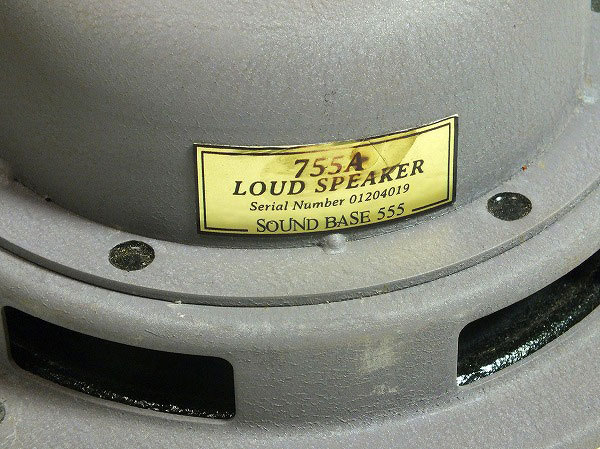 755A
LOUD SPEAKER
Serial Number 01204019
SOUND BASE 555